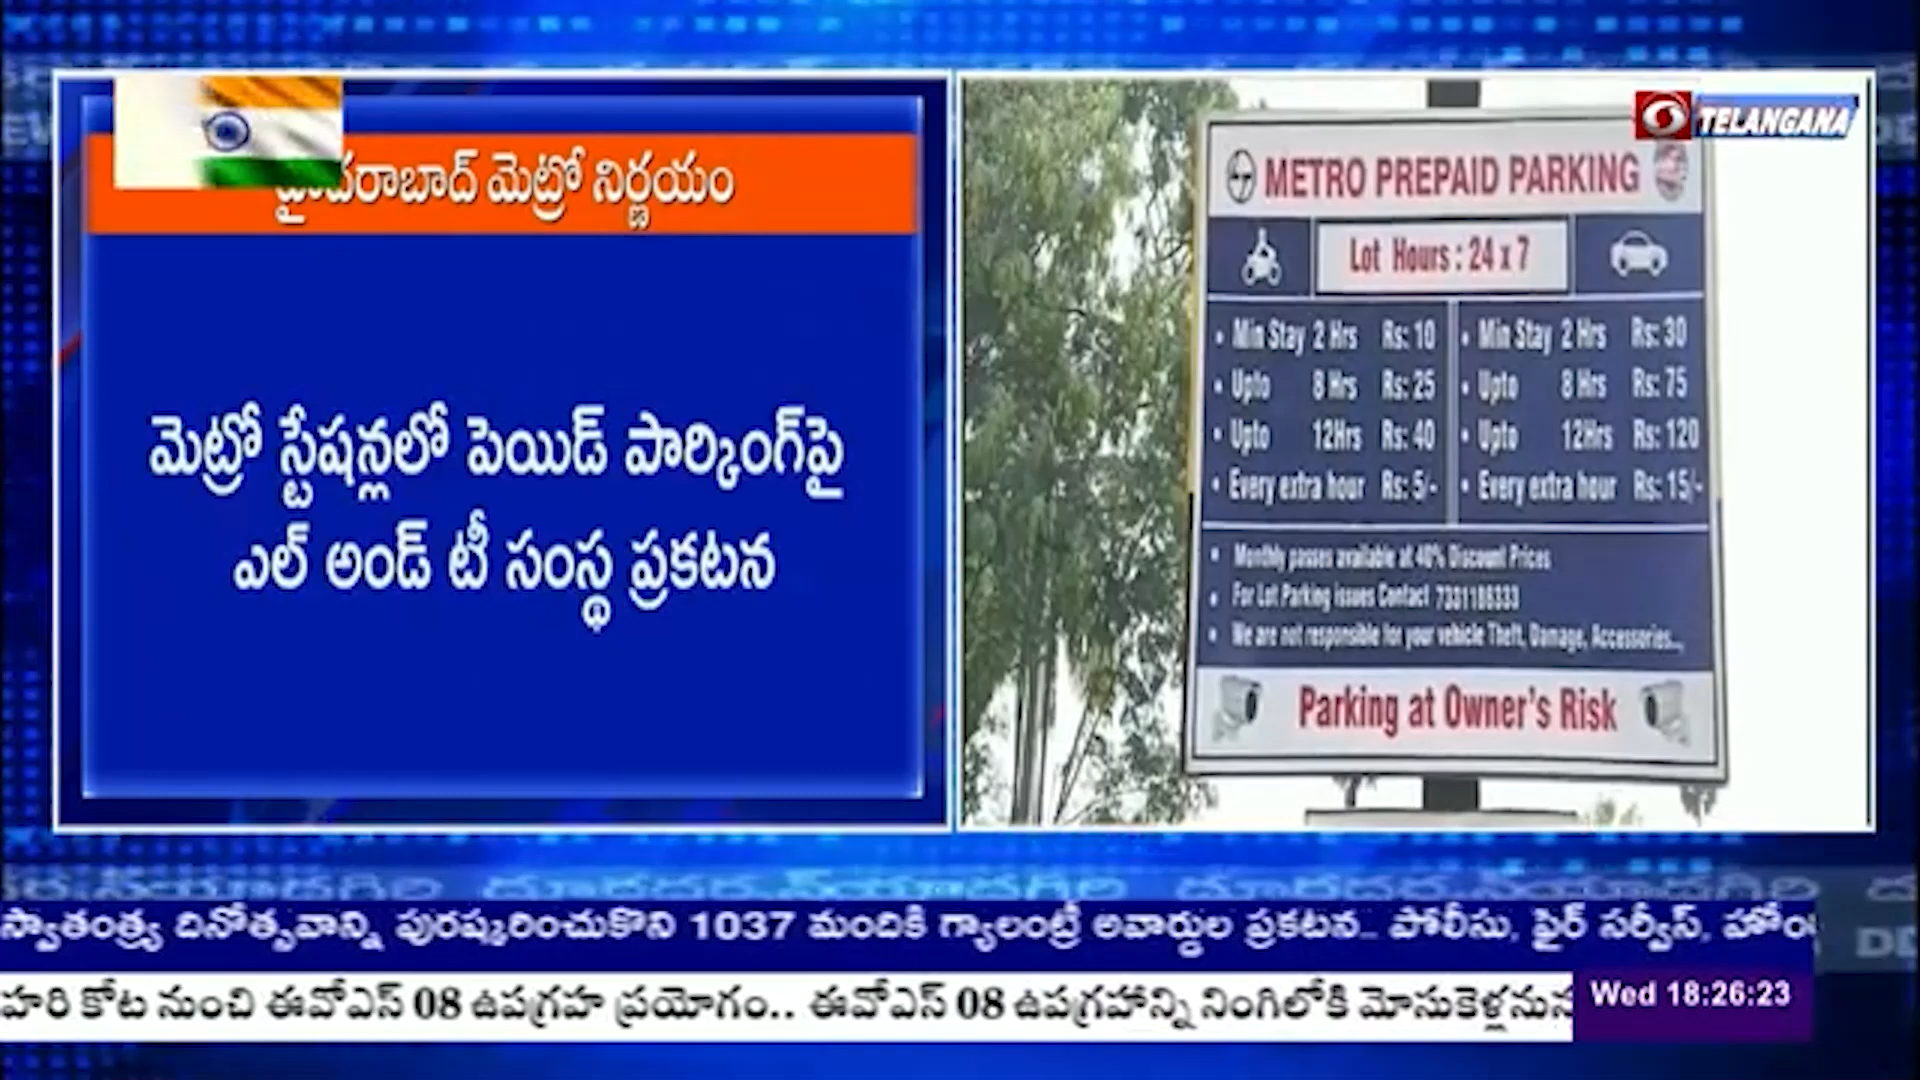 హైదరాబాద్ మెట్రో నిర్ణయం
మెట్రో స్టేషన్లలో పెయిడ్ పార్కింగ్‌పై
ఎల్ అండ్ టీ సంస్థ ప్రకటన
TELANGANA
METRO PREPAID PARKING
Lot Hours : 24 x 7
• Min Stay 2 Hrs Rs: 10
• Upto 8 Hrs Rs: 25
• Upto 12Hrs Rs: 40
• Every extra hour Rs: 5/-
• Min Stay 2 Hrs Rs: 30
• Upto 8 Hrs Rs: 75
• Upto 12Hrs Rs: 120
• Every extra hour Rs: 15/-
• Monthly passes available at 40% Discount Prices
• For Lot Parking issues Contact
• We are not responsible for your vehicle Theft, Damage, Accessories...
Parking at Owner's Risk
స్వాతంత్ర్య దినోత్సవాన్ని పురష్కరించుకొని 1037 మందికి గ్యాలంట్రీ అవార్డుల ప్రకటన.. పోలీసు, ఫైర్ సర్వీస్,
హరి కోట నుంచి ఈవోఎస్ 08 ఉపగ్రహ ప్రయోగం.. ఈవోఎస్ 08 ఉపగ్రహాన్ని నింగిలోకి
Wed 18:26:23